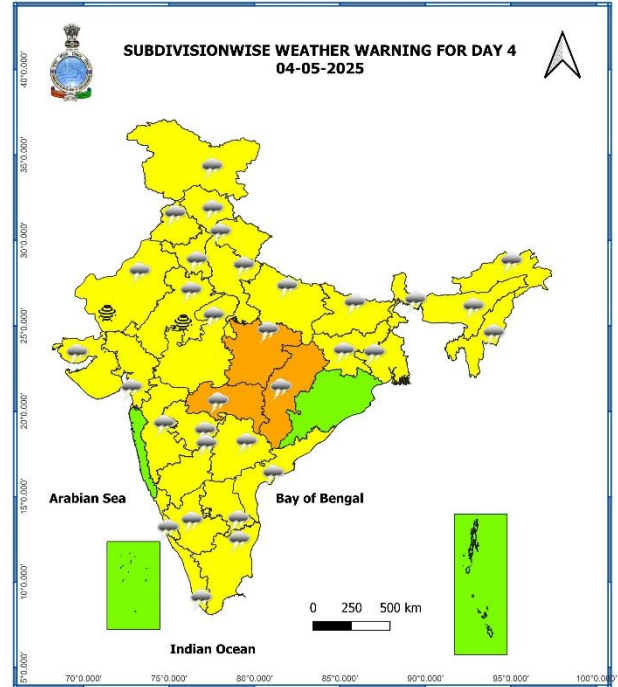 SUBDIVISIONWISE WEATHER WARNING FOR DAY 4
04-05-2025
40°0.000'
35°0.000'
30°0.000'
25°0.000'
20°0.000'
15°0.000'
10°0.000'
5°0.000'
Arabian Sea
Bay of Bengal
0 250 500 km
Indian Ocean
70°0.000' 75°0.000' 80°0.000' 85°0.000' 90°0.000' 95°0.000' 100°0.000'